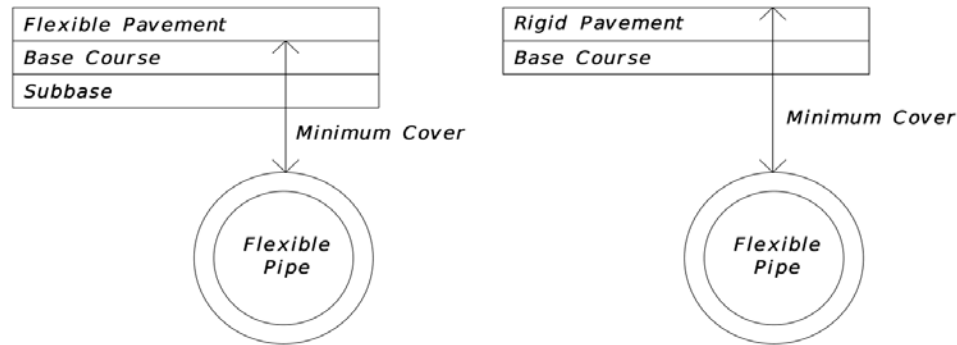 Flexible Pavement
Base Course
Subbase
Minimum Cover
Flexible
Pipe
Rigid Pavement
Base Course
Minimum Cover
Flexible
Pipe